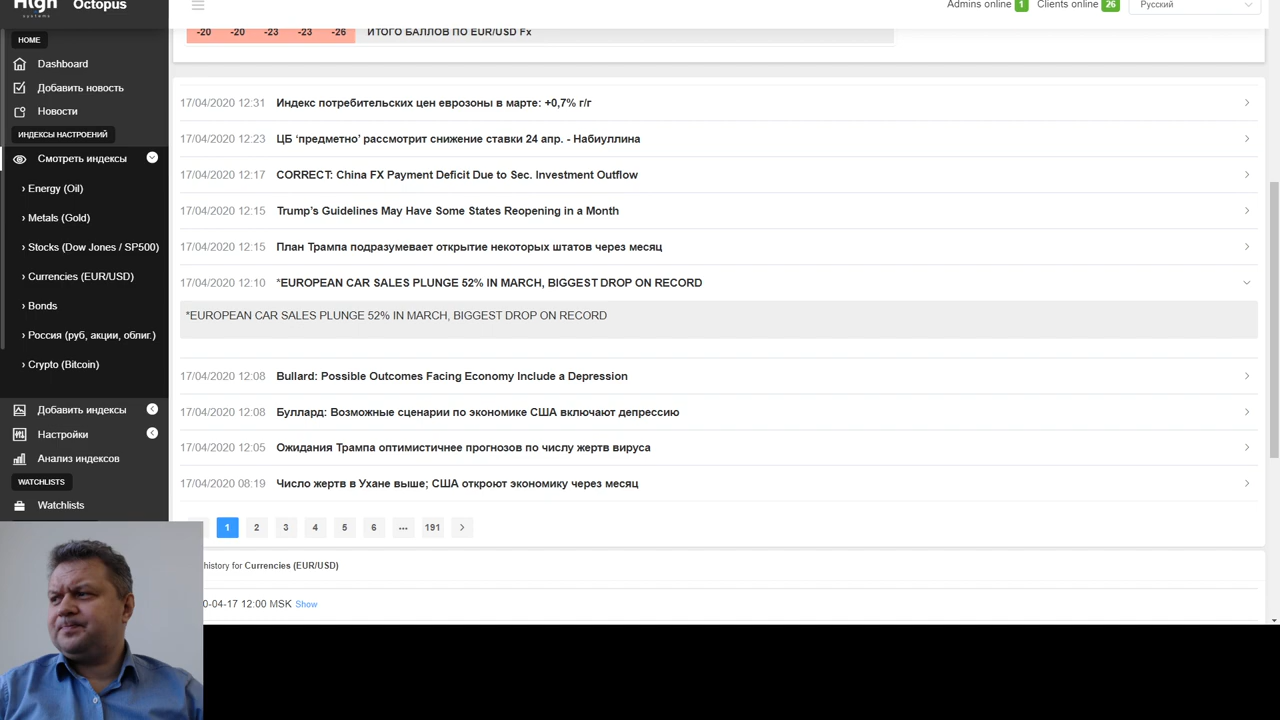 High
systems
Octopus
Admins online 1
Clients online 26
Русский
HOME
Dashboard
Добавить новость
Новости
ИНДЕКСЫ НАСТРОЕНИЙ
Смотреть индексы
› Energy (Oil)
› Metals (Gold)
› Stocks (Dow Jones / SP500)
› Currencies (EUR/USD)
› Bonds
› Россия (руб, акции, облиг.)
› Crypto (Bitcoin)
Добавить индексы
Настройки
Анализ индексов
WATCHLISTS
Watchlists
-20 -20 -23 -23 -26 ИТОГО БАЛЛОВ ПО EUR/USD Fx
17/04/2020 12:31 Индекс потребительских цен еврозоны в марте: +0,7% г/г
17/04/2020 12:23 ЦБ ‘предметно’ рассмотрит снижение ставки 24 апр. - Набиуллина
17/04/2020 12:17 CORRECT: China FX Payment Deficit Due to Sec. Investment Outflow
17/04/2020 12:15 Trump’s Guidelines May Have Some States Reopening in a Month
17/04/2020 12:15 План Трампа подразумевает открытие некоторых штатов через месяц
17/04/2020 12:10 *EUROPEAN CAR SALES PLUNGE 52% IN MARCH, BIGGEST DROP ON RECORD
*EUROPEAN CAR SALES PLUNGE 52% IN MARCH, BIGGEST DROP ON RECORD
17/04/2020 12:08 Bullard: Possible Outcomes Facing Economy Include a Depression
17/04/2020 12:08 Буллард: Возможные сценарии по экономике США включают депрессию
17/04/2020 12:05 Ожидания Трампа оптимистичнее прогнозов по числу жертв вируса
17/04/2020 08:19 Число жертв в Ухане выше; США откроют экономику через месяц
1 2 3 4 5 6 ... 191
history for Currencies (EUR/USD)
0-04-17 12:00 MSK Show